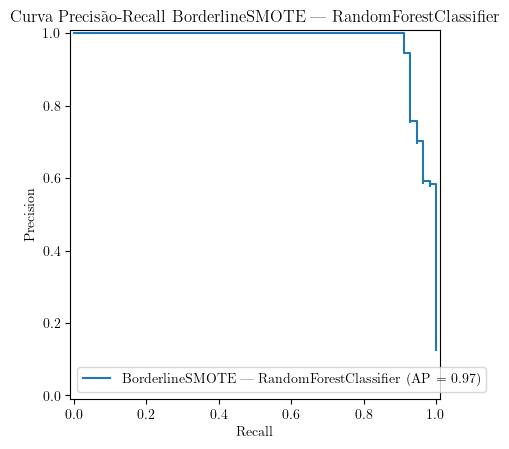 Curva Precisão-Recall BorderlineSMOTE — RandomForestClassifier
1.0
0.8
0.6
0.4
0.2
0.0
Precision
BorderlineSMOTE — RandomForestClassifier (AP = 0.97)
0.0 0.2 0.4 0.6 0.8 1.0
Recall